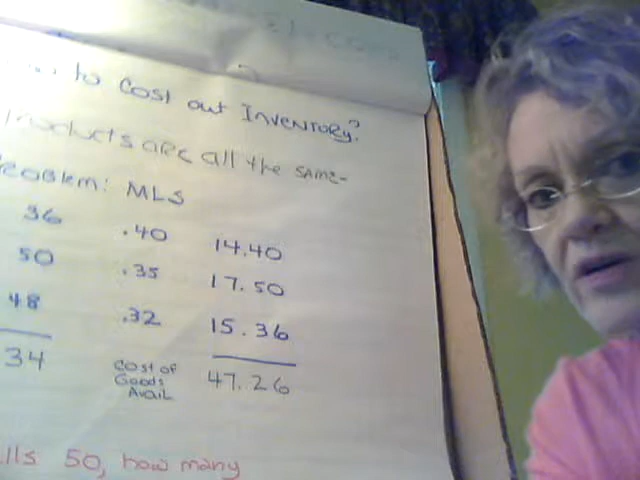 to Cost out Inventory?
Products are all the same-
Problem: MLS
36 .40 14.40
50 .35 17.50
48 .32 15.36
34 Cost of Goods Avail 47.26
50, how many